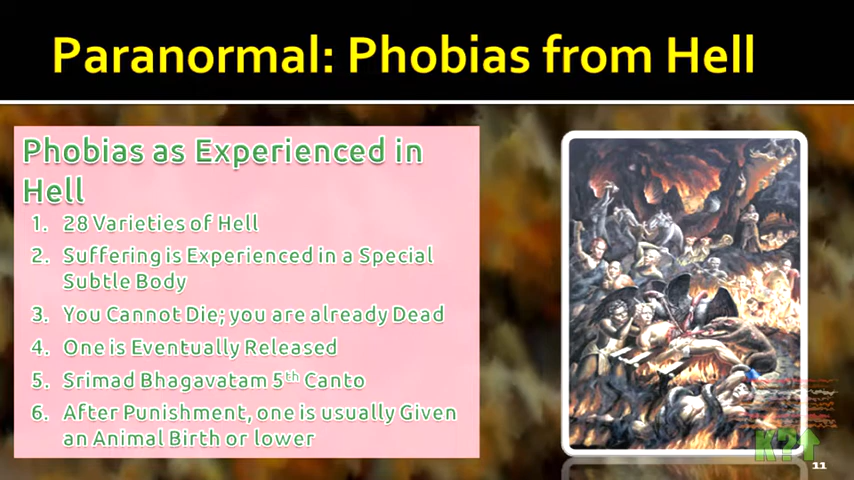 Paranormal: Phobias from Hell
Phobias as Experienced in
Hell
1. 28 Varieties of Hell
2. Suffering is Experienced in a Special
Subtle Body
3. You Cannot Die; you are already Dead
4. One is Eventually Released
5. Srimad Bhagavatam 5th Canto
6. After Punishment, one is usually Given
an Animal Birth or lower
K?
11